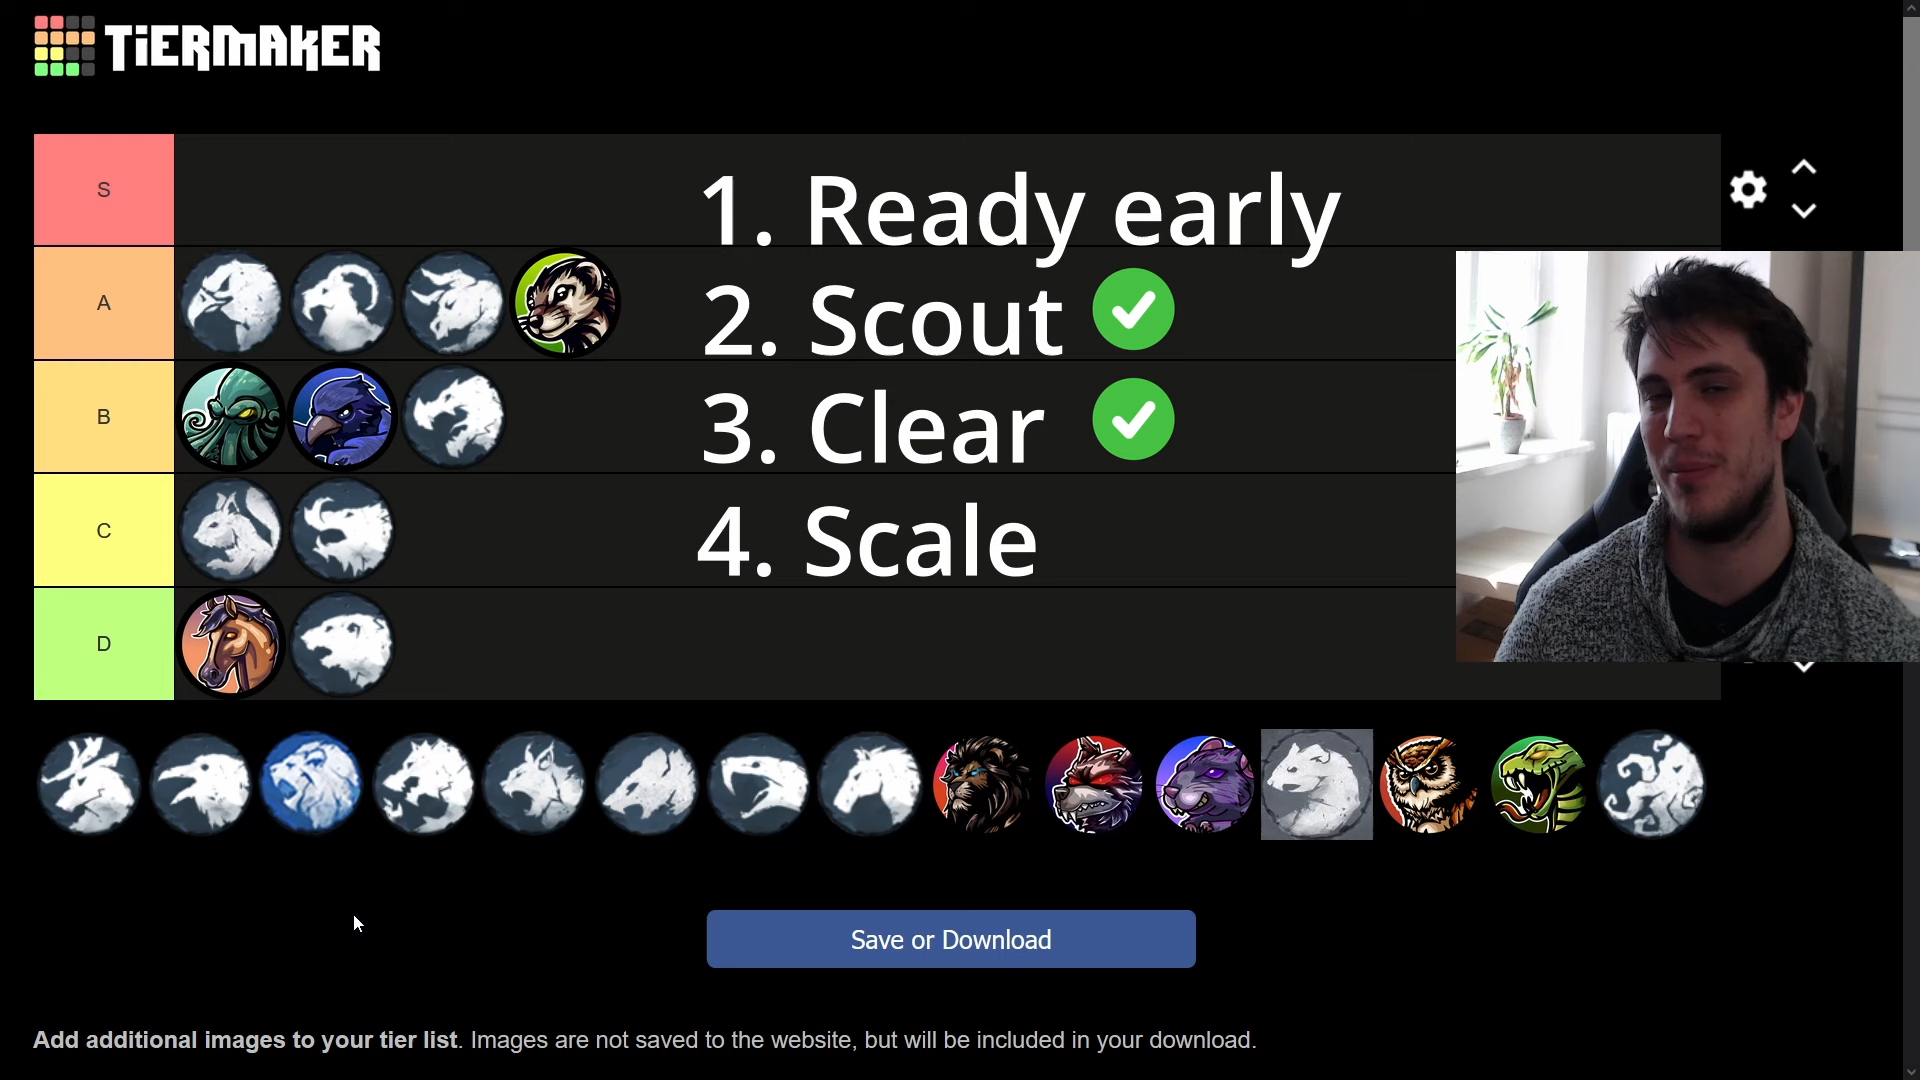 TiERMAKER
S
1. Ready early
A
2. Scout
B
3. Clear
C
4. Scale
D
Save or Download
Add additional images to your tier list. Images are not saved to the website, but will be included in your download.